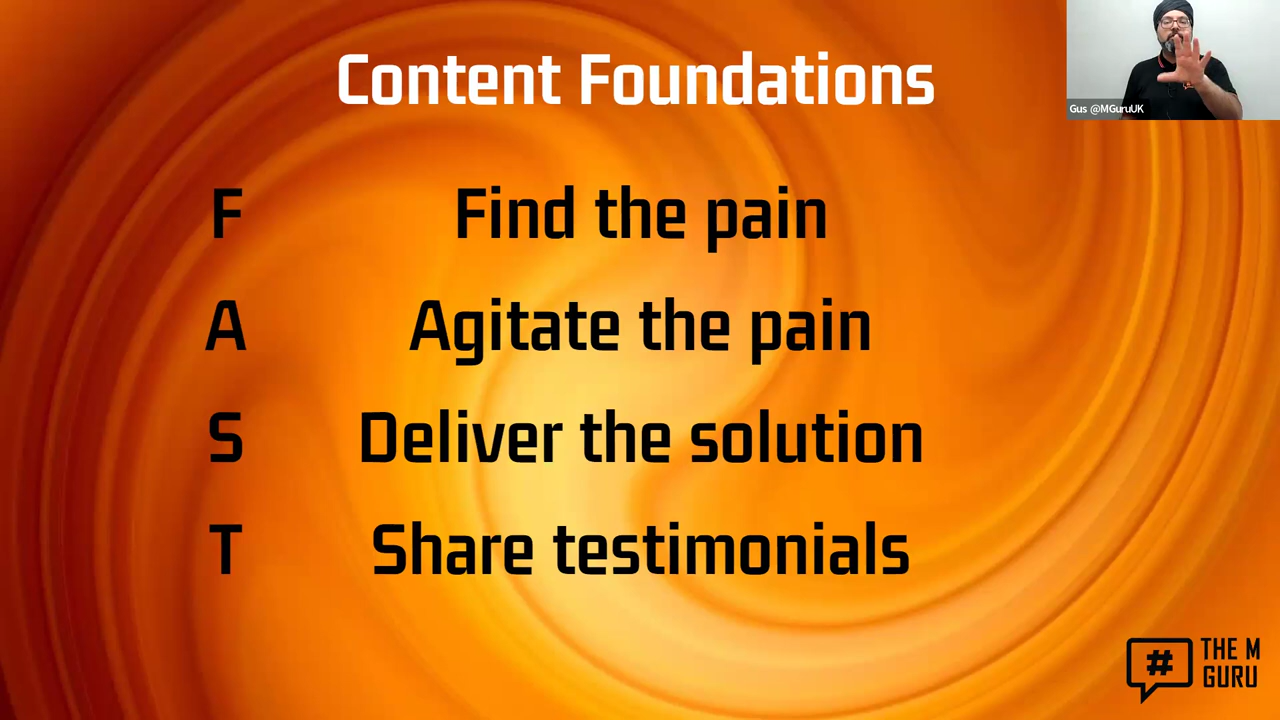 Content Foundations
Gus @MGuruUK
F Find the pain
A Agitate the pain
S Deliver the solution
T Share testimonials
#
THE M
GURU